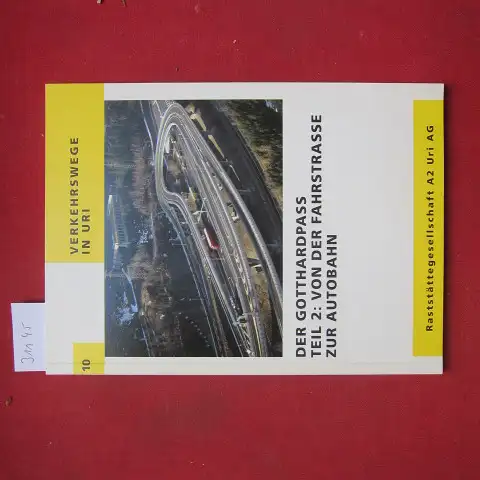 VERKEHRSWEGE
IN URI
10
DER GOTTHARDPASS
TEIL 2: VON DER FAHRSTRASSE
ZUR AUTOBAHN
Raststättegesellschaft A2 Uri AG